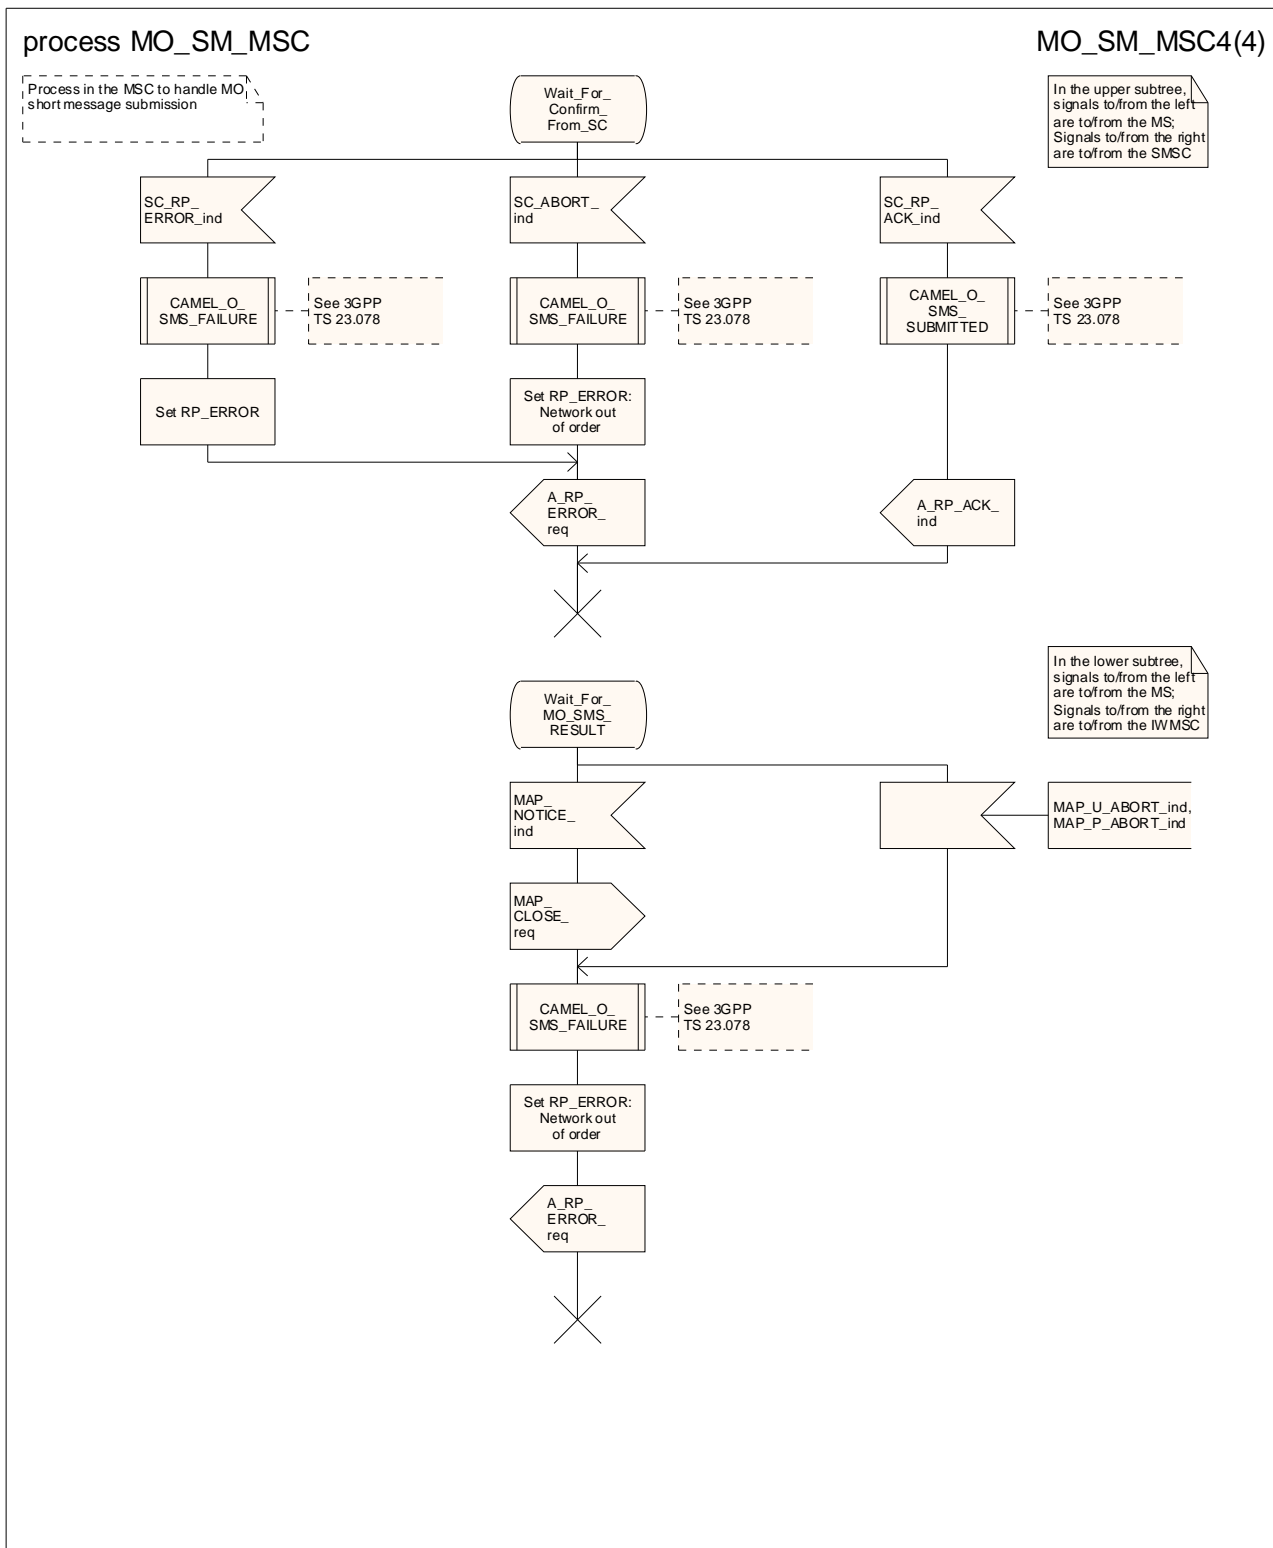 process MO_SM_MSC
MO_SM_MSC4(4)
Process in the MSC to handle MO
short message submission
Wait_For_
Confirm_
From_SC
In the upper subtree,
signals to/from the left
are to/from the MS;
Signals to/from the right
are to/from the SMSC
SC_RP_
ERROR_ind
SC_ABORT_
ind
SC_RP_
ACK_ind
CAMEL_O_
SMS_FAILURE
See 3GPP
TS 23.078
CAMEL_O_
SMS_FAILURE
See 3GPP
TS 23.078
CAMEL_O_
SMS_
SUBMITTED
See 3GPP
TS 23.078
Set RP_ERROR
Set RP_ERROR:
Network out
of order
A_RP_
ERROR_
req
A_RP_ACK_
ind
In the lower subtree,
signals to/from the left
are to/from the MS;
Signals to/from the right
are to/from the IWMSC
Wait_For_
MO_SMS_
RESULT
MAP_
NOTICE_
ind
MAP_U_ABORT_ind,
MAP_P_ABORT_ind
MAP_
CLOSE_
req
CAMEL_O_
SMS_FAILURE
See 3GPP
TS 23.078
Set RP_ERROR:
Network out
of order
A_RP_
ERROR_
req